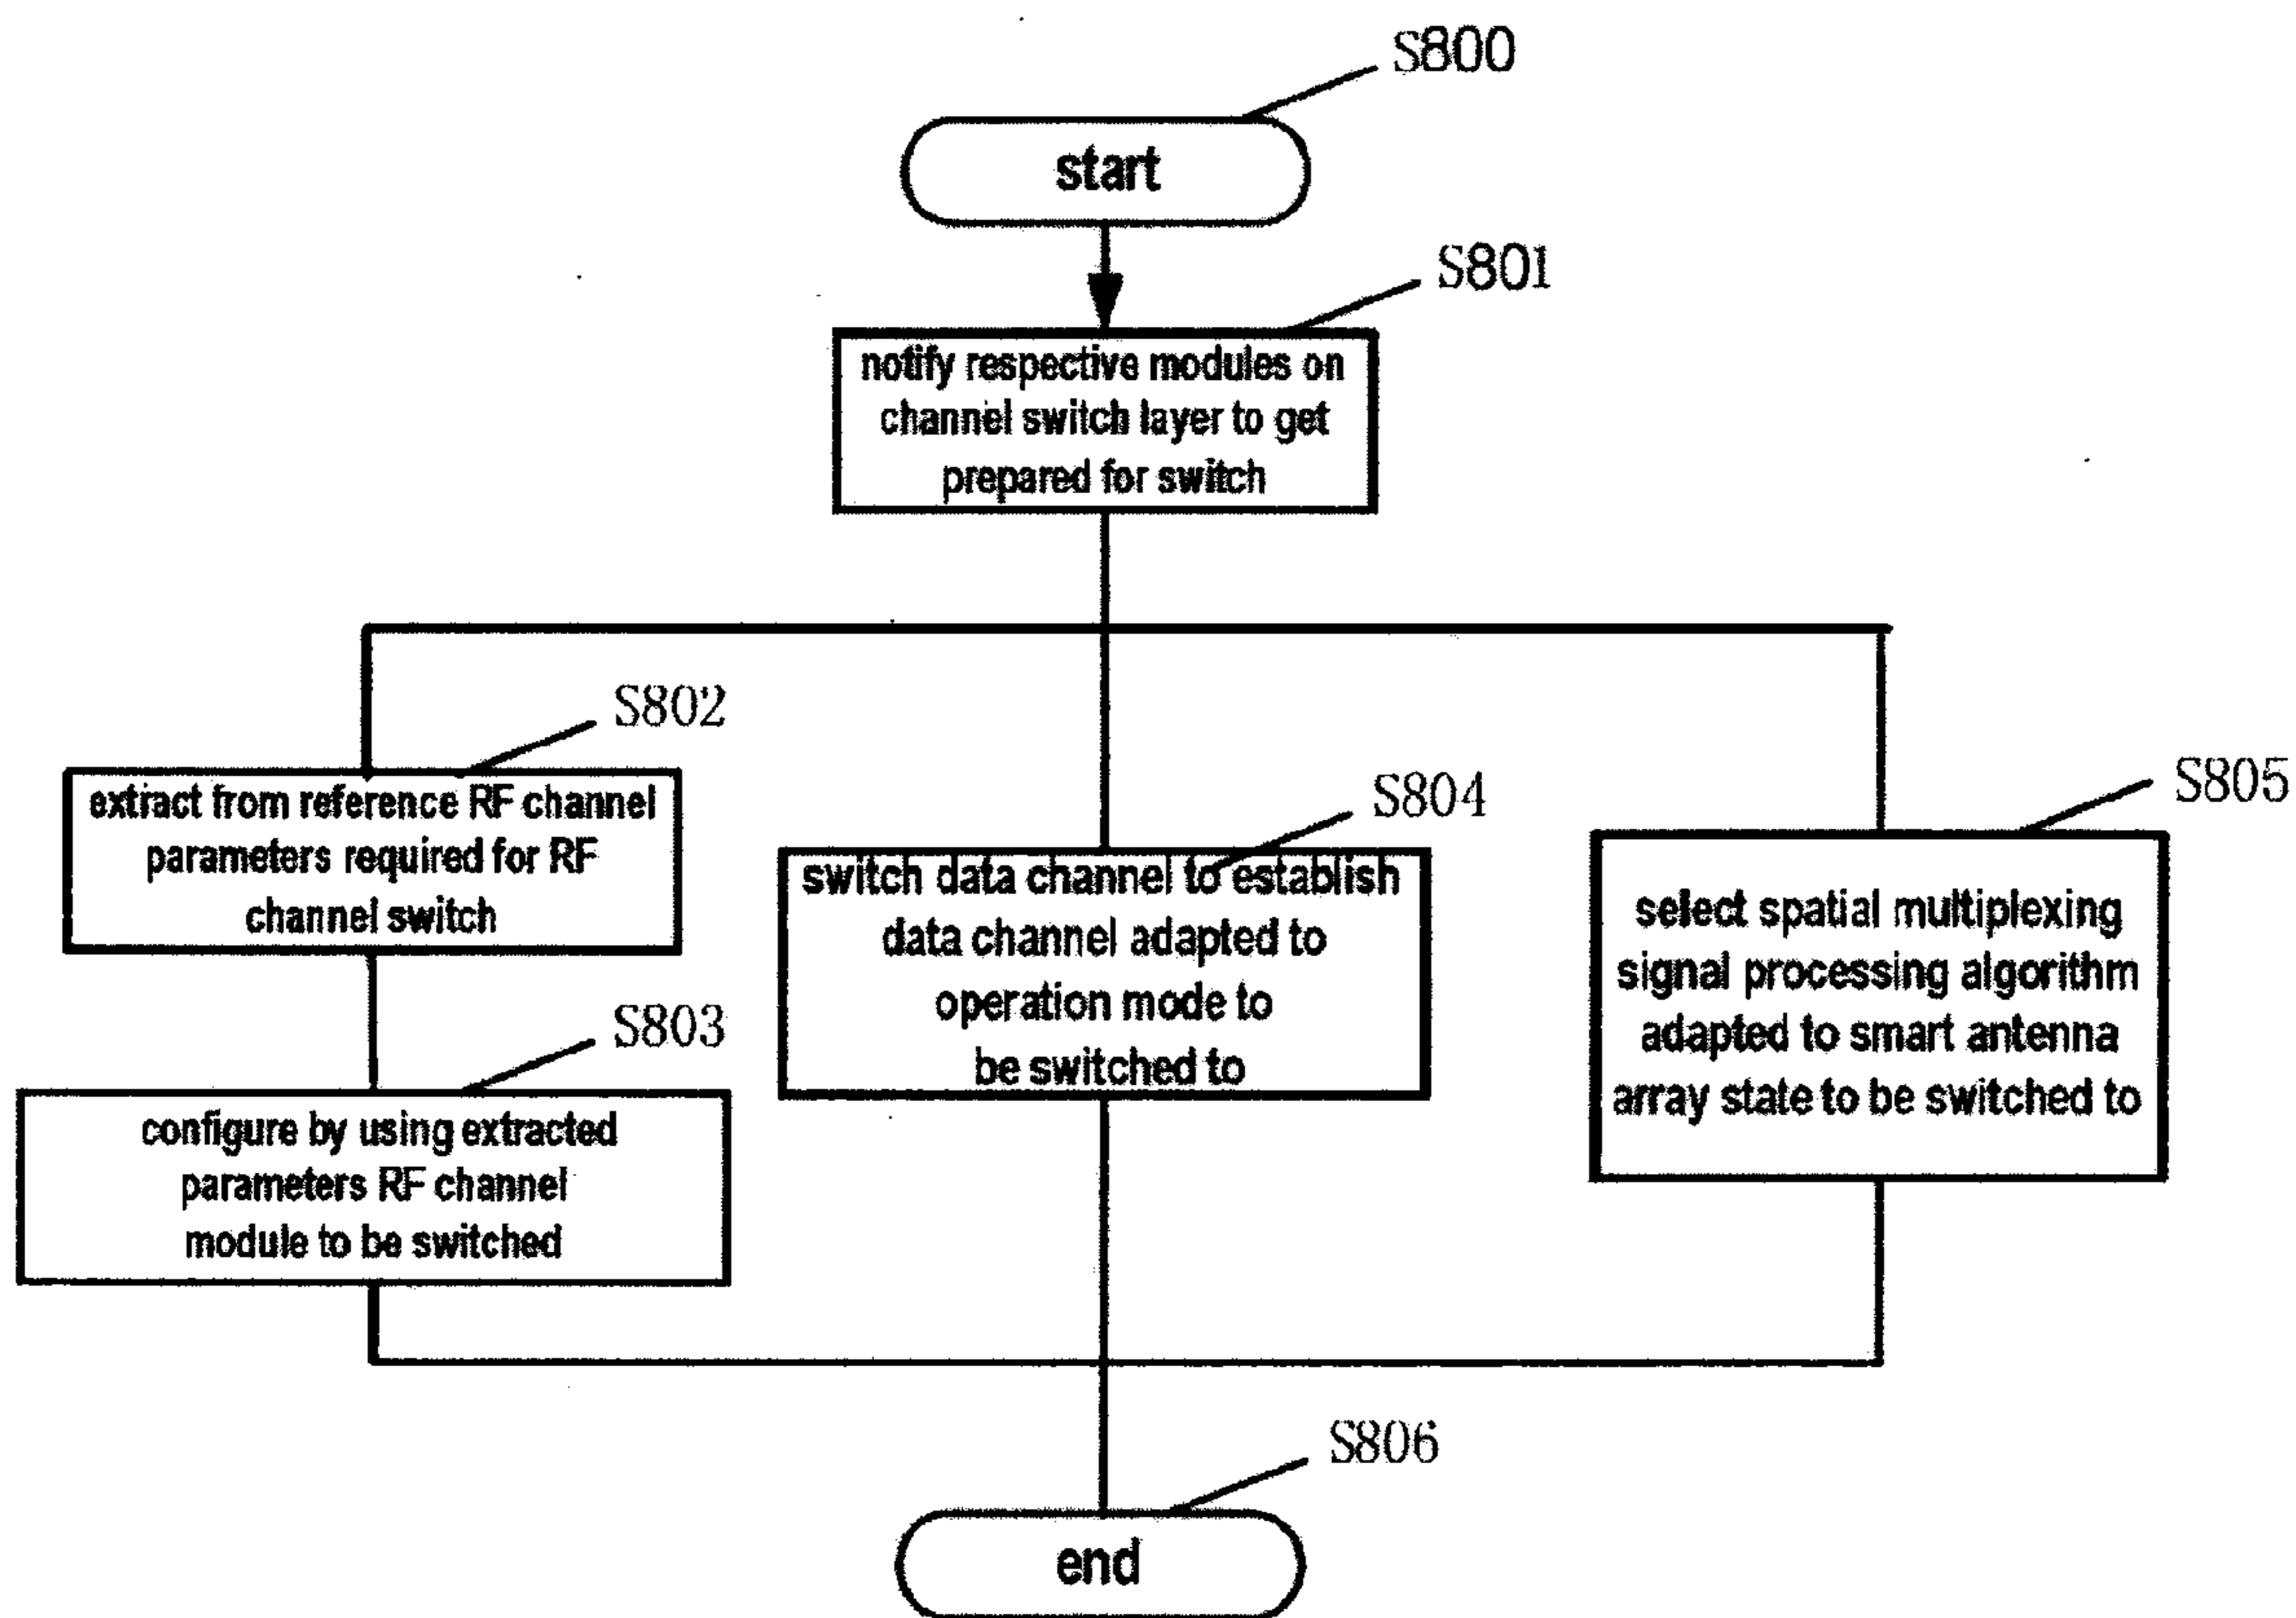 S800
start
S801
notify respective modules on
channel switch layer to get
prepared for switch
S802
extract from reference RF channel
parameters required for RF
channel switch
S803
configure by using extracted
parameters RF channel
module to be switched
S804
switch data channel to establish
data channel adapted to
operation mode to
be switched to
S805
select spatial multiplexing
signal processing algorithm
adapted to smart antenna
array state to be switched to
S806
end